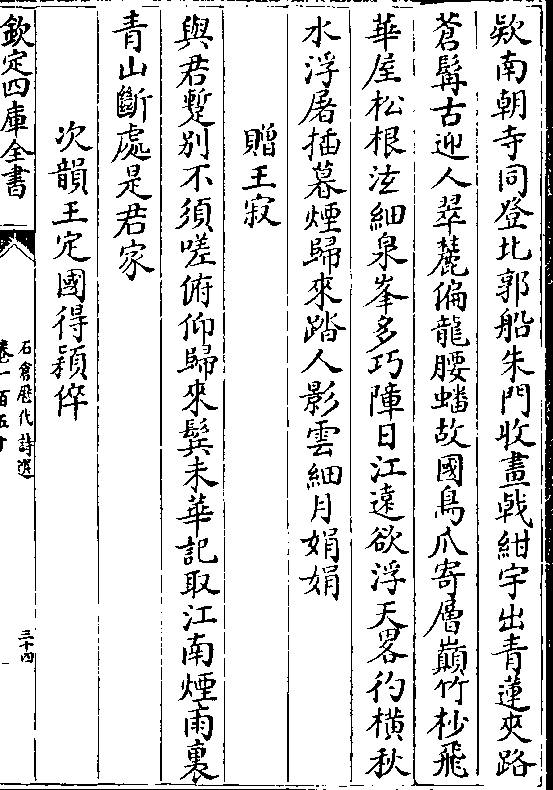 欵南朝寺同登北郭船朱門收畫戟紺宇出青蓮夾路
蒼髯古迎人翠麓偏龍腰蟠故國鳥爪寄層巔竹杪飛
華屋松根泫細泉峯多巧障日江遠欲浮天畧彴橫秋
水浮屠插暮煙歸來踏人影雲細月娟娟
贈王寂
與君蹔別不須嗟俯仰歸來鬢未華記取江南煙雨裏
青山斷處是君家
次韻王定國得潁倅
欽定四庫全書
石倉歷代詩選
卷一百五十
三十四